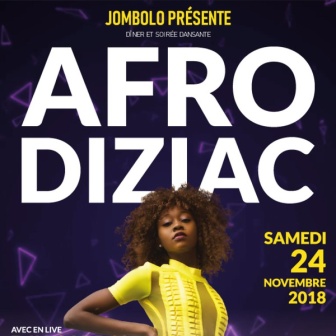 JOMBOLO PRÉSENTE
DÎNER ET SOIRÉE DANSANTE
AFRO
DIZIAC
SAMEDI
24
NOVEMBRE
2018
AVEC EN LIVE